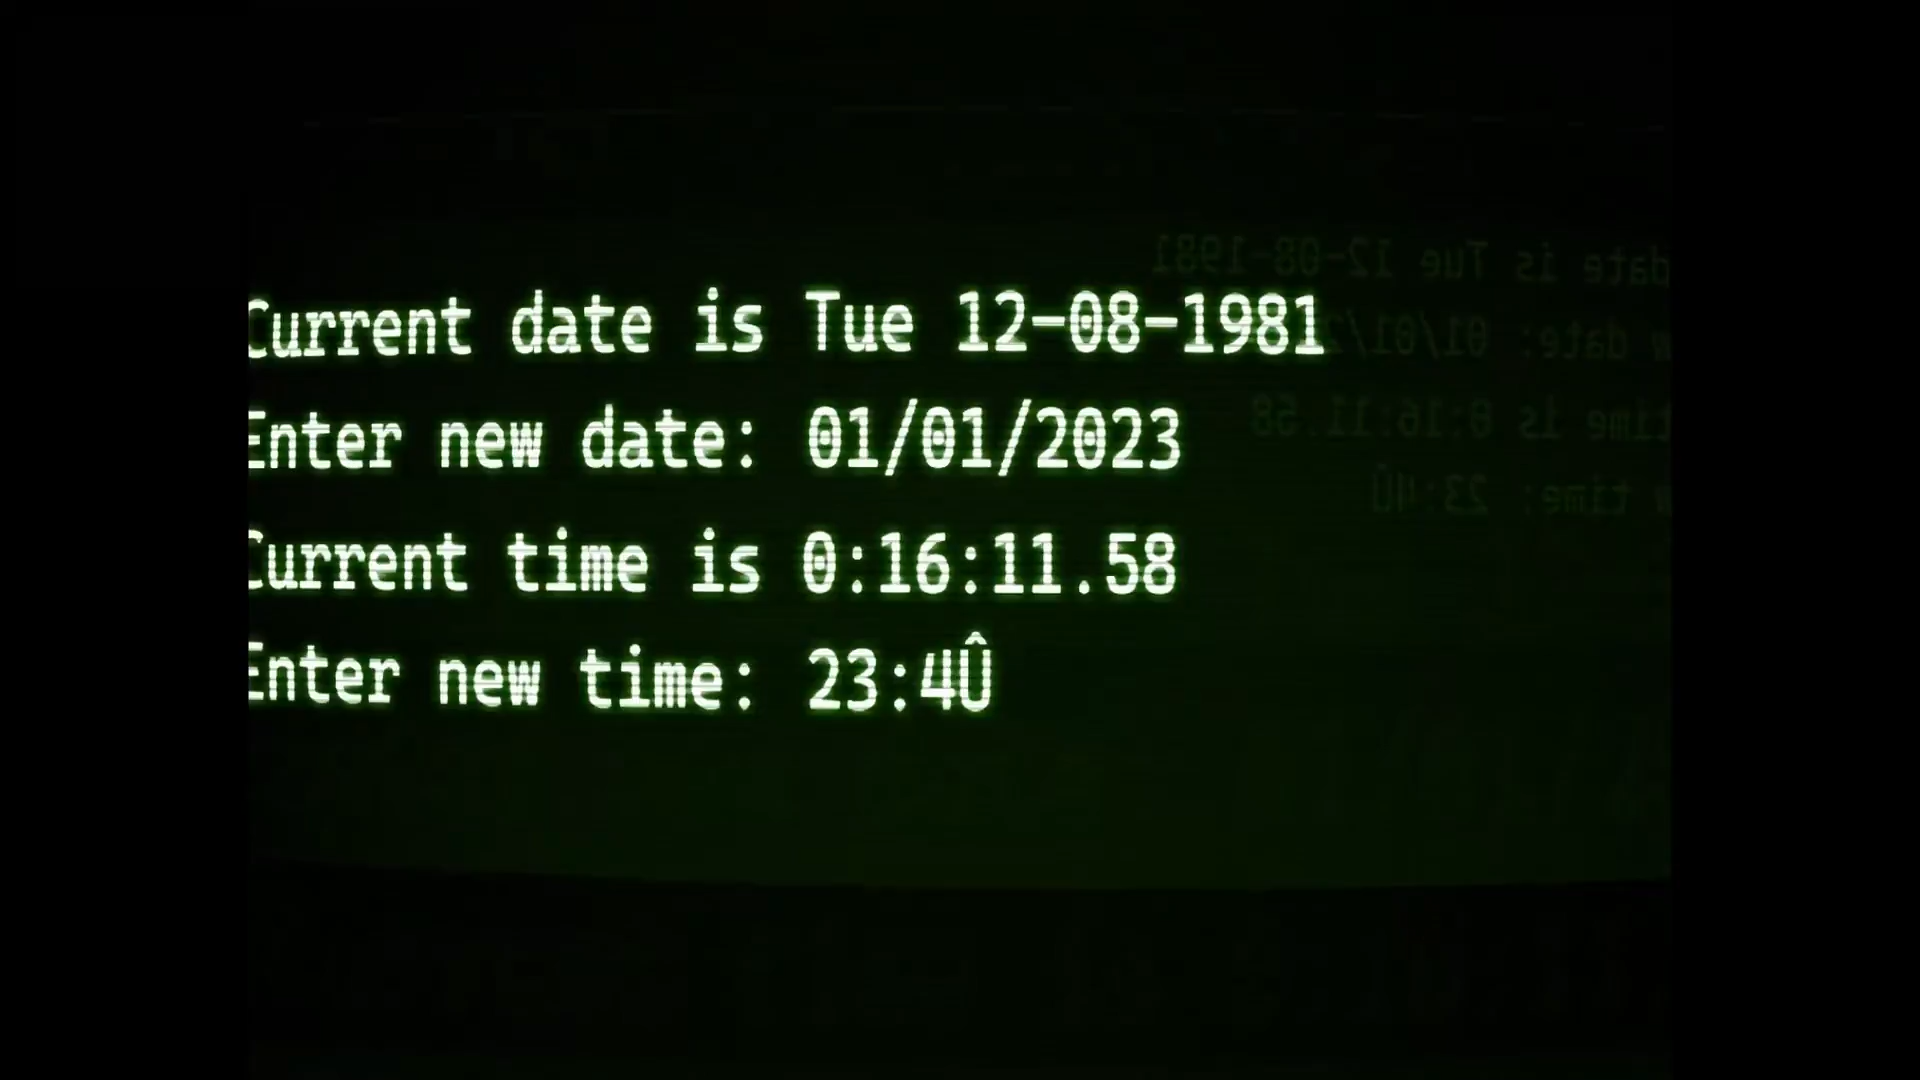 Current date is Tue 12-08-1981
Enter new date: 01/01/2023
Current time is 0:16:11.58
Enter new time: 23:4Û